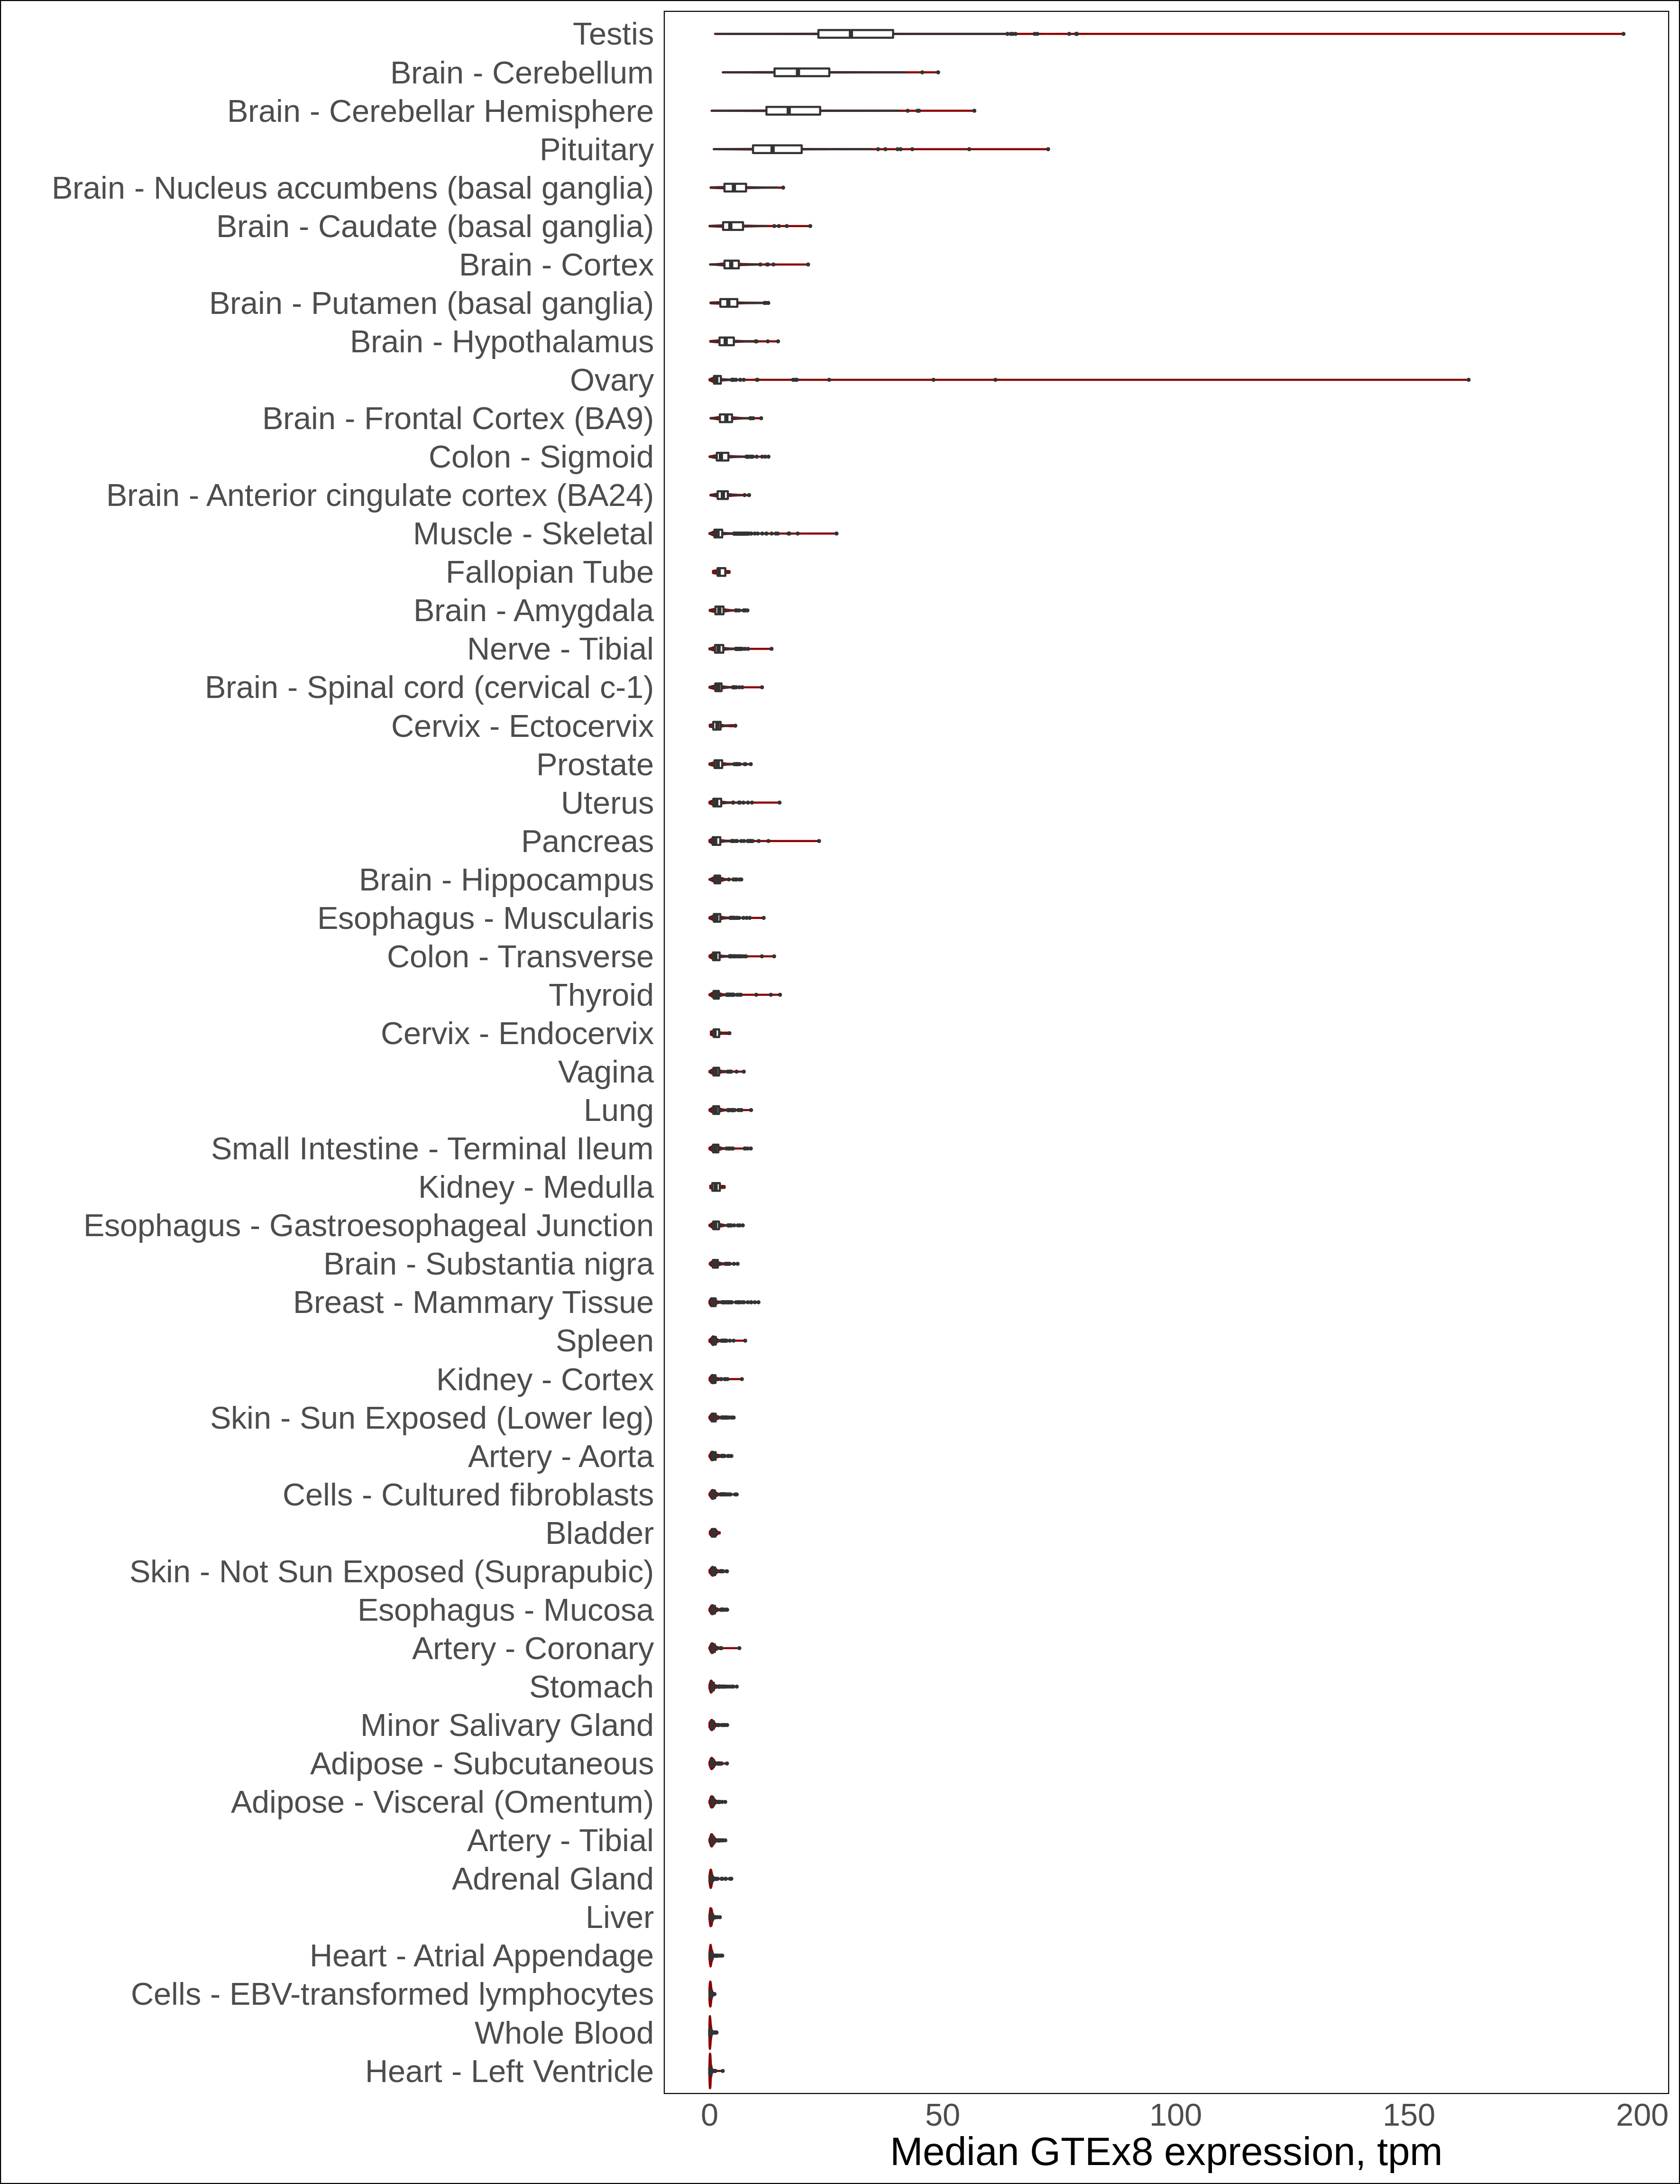 Testis
Brain - Cerebellum
Brain - Cerebellar Hemisphere
Pituitary
Brain - Nucleus accumbens (basal ganglia)
Brain - Caudate (basal ganglia)
Brain - Cortex
Brain - Putamen (basal ganglia)
Brain - Hypothalamus
Ovary
Brain - Frontal Cortex (BA9)
Colon - Sigmoid
Brain - Anterior cingulate cortex (BA24)
Muscle - Skeletal
Fallopian Tube
Brain - Amygdala
Nerve - Tibial
Brain - Spinal cord (cervical c-1)
Cervix - Ectocervix
Prostate
Uterus
Pancreas
Brain - Hippocampus
Esophagus - Muscularis
Colon - Transverse
Thyroid
Cervix - Endocervix
Vagina
Lung
Small Intestine - Terminal Ileum
Kidney - Medulla
Esophagus - Gastroesophageal Junction
Brain - Substantia nigra
Breast - Mammary Tissue
Spleen
Kidney - Cortex
Skin - Sun Exposed (Lower leg)
Artery - Aorta
Cells - Cultured fibroblasts
Bladder
Skin - Not Sun Exposed (Suprapubic)
Esophagus - Mucosa
Artery - Coronary
Stomach
Minor Salivary Gland
Adipose - Subcutaneous
Adipose - Visceral (Omentum)
Artery - Tibial
Adrenal Gland
Liver
Heart - Atrial Appendage
Cells - EBV-transformed lymphocytes
Whole Blood
Heart - Left Ventricle
0 50 100 150 200
Median GTEx8 expression, tpm